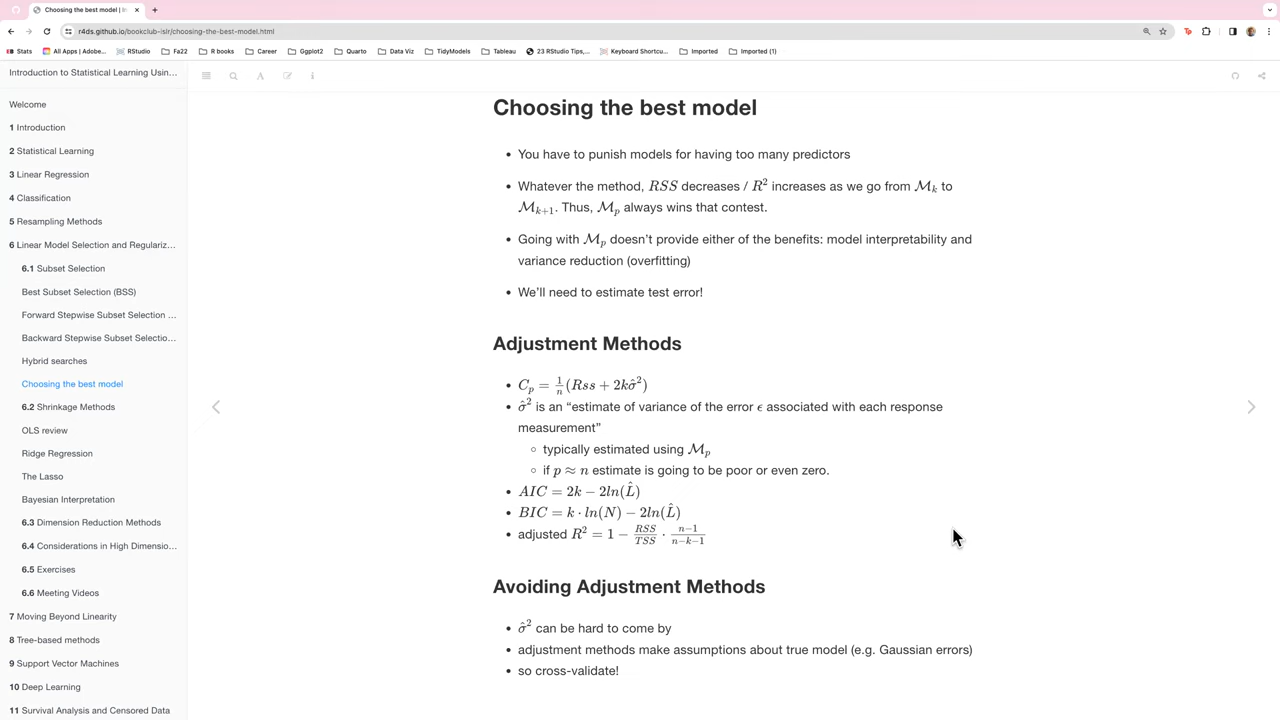 Choosing the best model | In
r4ds.github.io/bookclub-islr/choosing-the-best-model.html
Stats
All Apps | Adobe...
RStudio
Fa22
R books
Career
Ggplot2
Quarto
Data Viz
TidyModels
Tableau
23 RStudio Tips,...
Keyboard Shortcu...
Imported
Imported (1)
Introduction to Statistical Learning Usin...
Welcome
1 Introduction
2 Statistical Learning
3 Linear Regression
4 Classification
5 Resampling Methods
6 Linear Model Selection and Regulariz...
6.1 Subset Selection
Best Subset Selection (BSS)
Forward Stepwise Subset Selection ...
Backward Stepwise Subset Selectio...
Hybrid searches
Choosing the best model
6.2 Shrinkage Methods
OLS review
Ridge Regression
The Lasso
Bayesian Interpretation
6.3 Dimension Reduction Methods
6.4 Considerations in High Dimensio...
6.5 Exercises
6.6 Meeting Videos
7 Moving Beyond Linearity
8 Tree-based methods
9 Support Vector Machines
10 Deep Learning
11 Survival Analysis and Censored Data
Choosing the best model
• You have to punish models for having too many predictors
• Whatever the method, RSS decreases / R² increases as we go from ℳₖ to
ℳₖ₊₁. Thus, ℳₚ always wins that contest.
• Going with ℳₚ doesn't provide either of the benefits: model interpretability and
variance reduction (overfitting)
• We'll need to estimate test error!
Adjustment Methods
• Cₚ = 1/n (Rss + 2kσ̂²)
• σ̂² is an “estimate of variance of the error ϵ associated with each response
measurement”
○ typically estimated using ℳₚ
○ if p ≈ n estimate is going to be poor or even zero.
• AIC = 2k − 2ln(L̂)
• BIC = k · ln(N) − 2ln(L̂)
• adjusted R² = 1 − RSS/TSS · n−1/n−k−1
Avoiding Adjustment Methods
• σ̂² can be hard to come by
• adjustment methods make assumptions about true model (e.g. Gaussian errors)
• so cross-validate!